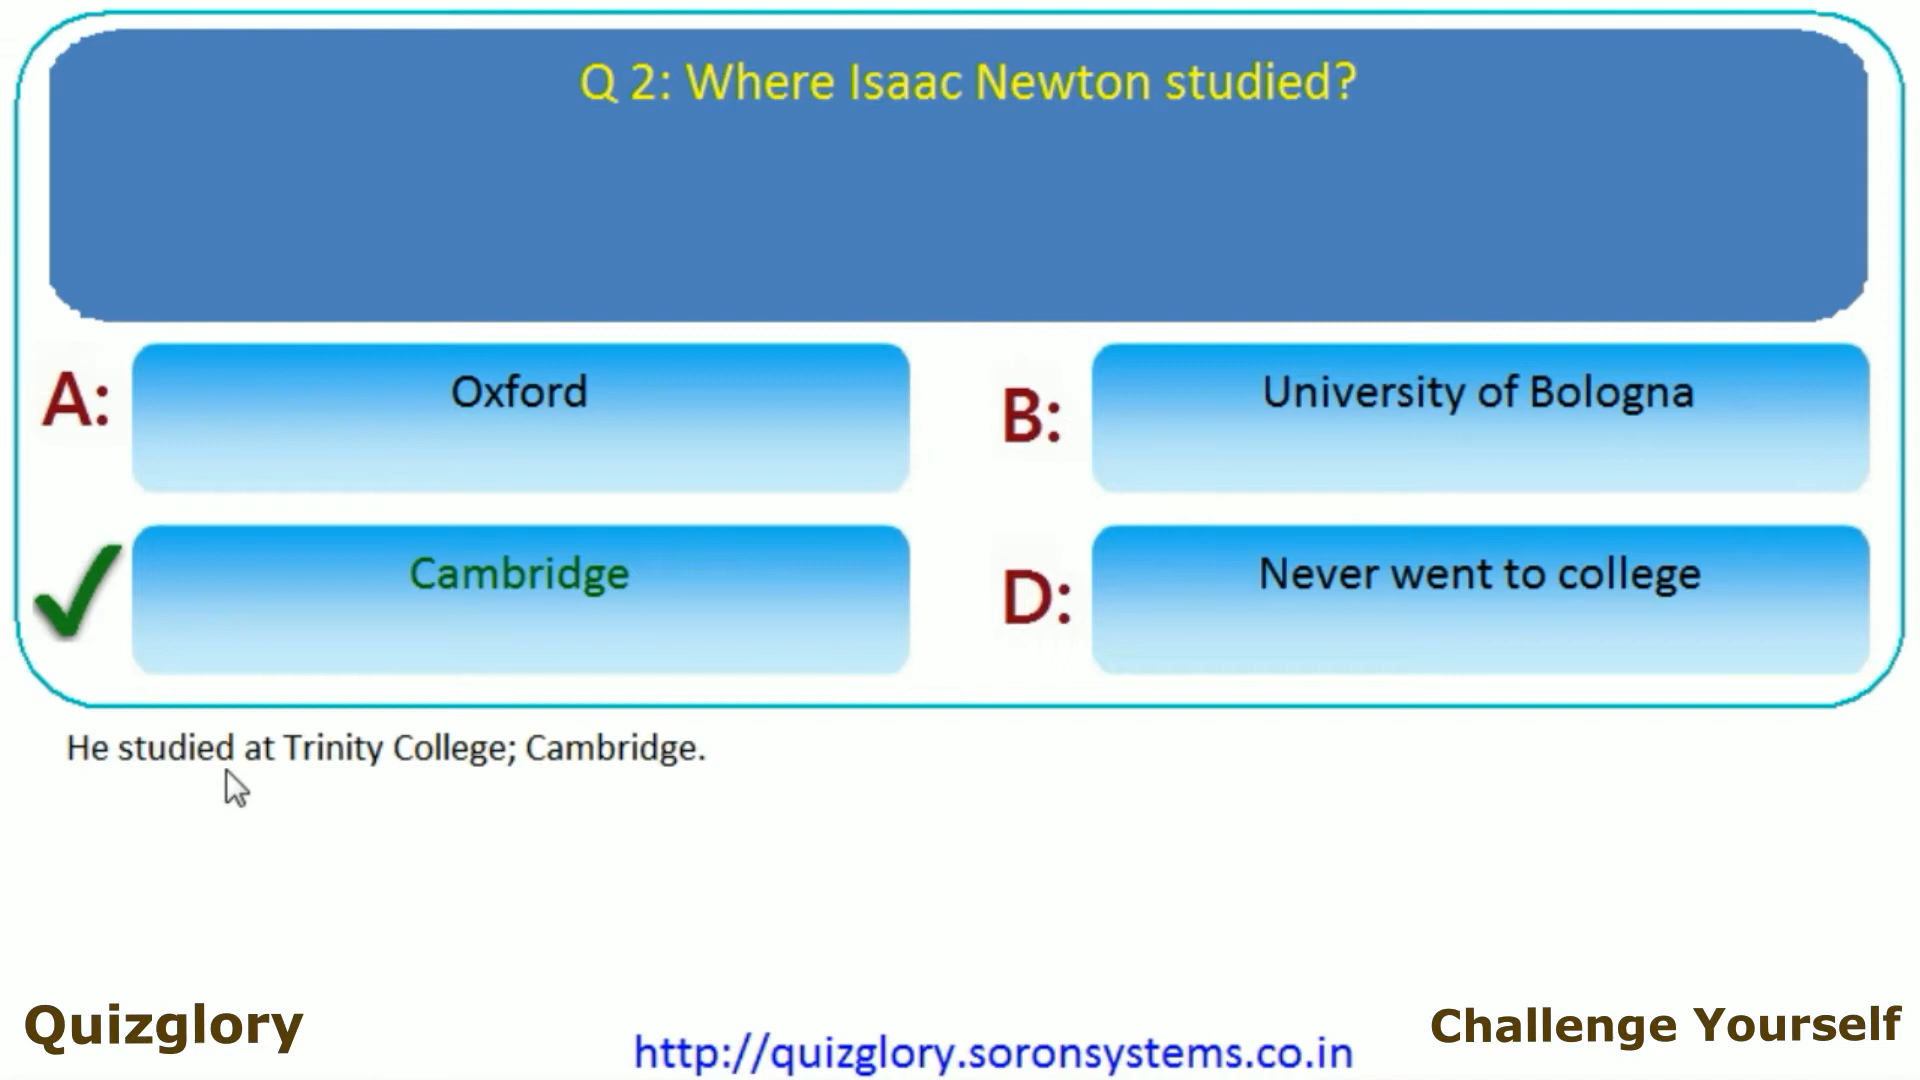 Q 2: Where Isaac Newton studied?
A: Oxford
B: University of Bologna
Cambridge
D: Never went to college
He studied at Trinity College; Cambridge.
Quizglory
http://quizglory.soronsystems.co.in
Challenge Yourself